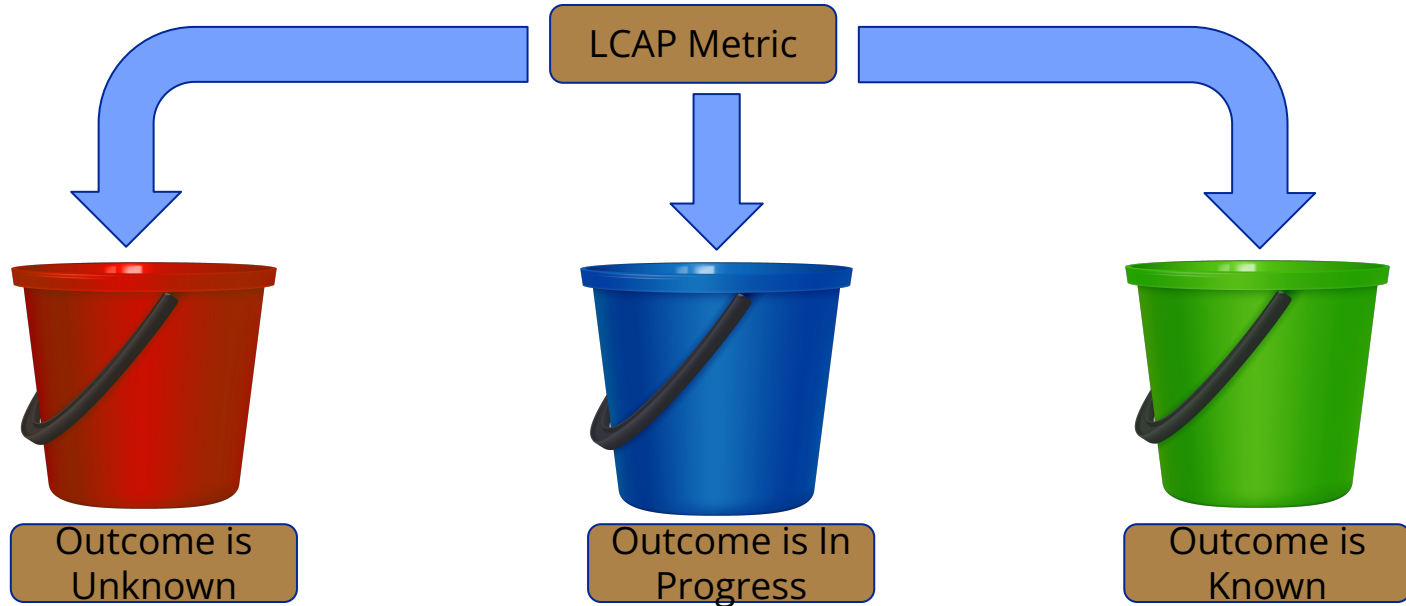 LCAP Metric
Outcome is
Unknown
Outcome is In
Progress
Outcome is
Known